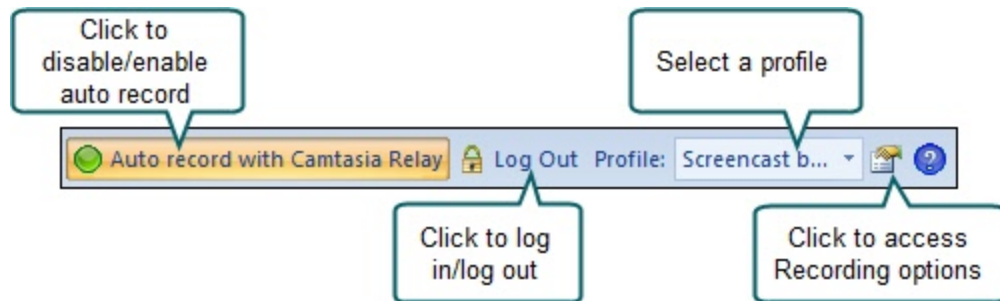 Click to
disable/enable
auto record
Select a profile
Auto record with Camtasia Relay Log Out Profile: Screencast b... ?
Click to log
in/log out
Click to access
Recording options